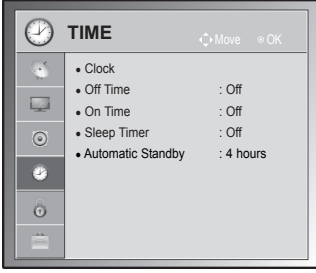 TIME
Move OK
• Clock
• Off Time : Off
• On Time : Off
• Sleep Timer : Off
• Automatic Standby : 4 hours